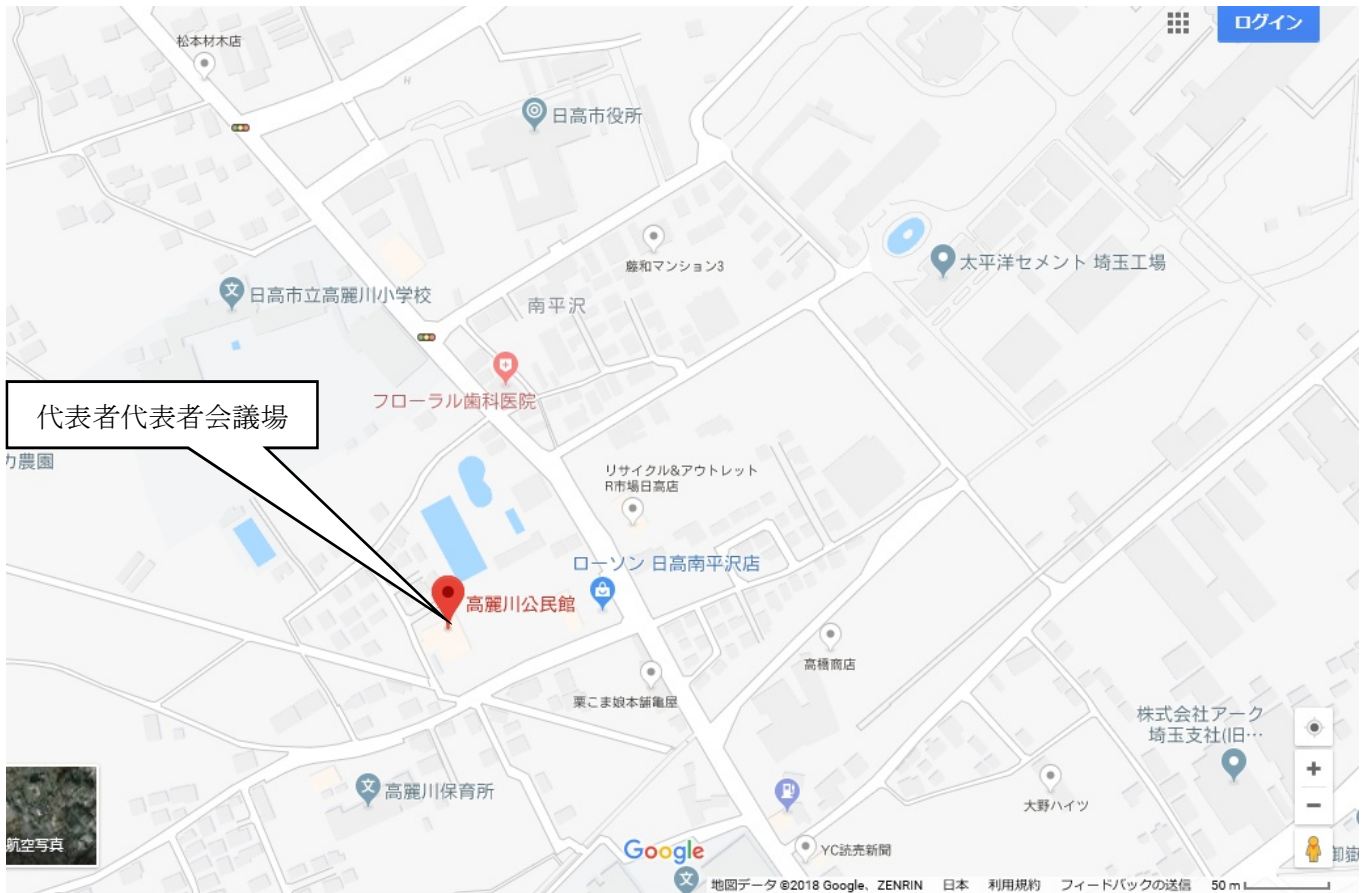 ログイン
松本材木店
日高市役所
藤和マンション3
太平洋セメント 埼玉工場
日高市立高麗川小学校
南平沢
フローラル歯科医院
代表者代表者会議場
カ農園
リサイクル&アウトレット
R市場日高店
ローソン 日高南平沢店
高麗川公民館
高橋商店
栗こま娘本舗亀屋
株式会社アーク
埼玉支社(旧…
高麗川保育所
大野ハイツ
航空写真
Google
YC読売新聞
御嶽
地図データ ©2018 Google、ZENRIN 日本 利用規約 フィードバックの送信 50 m